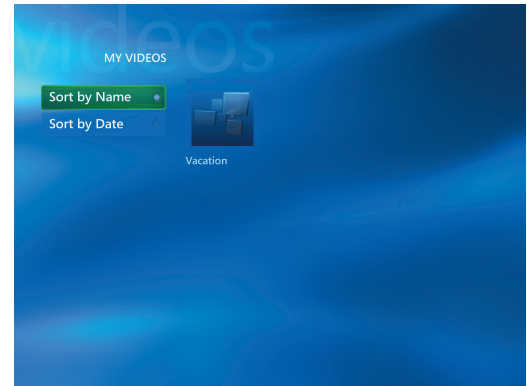 videos
MY VIDEOS
Sort by Name
Sort by Date
Vacation